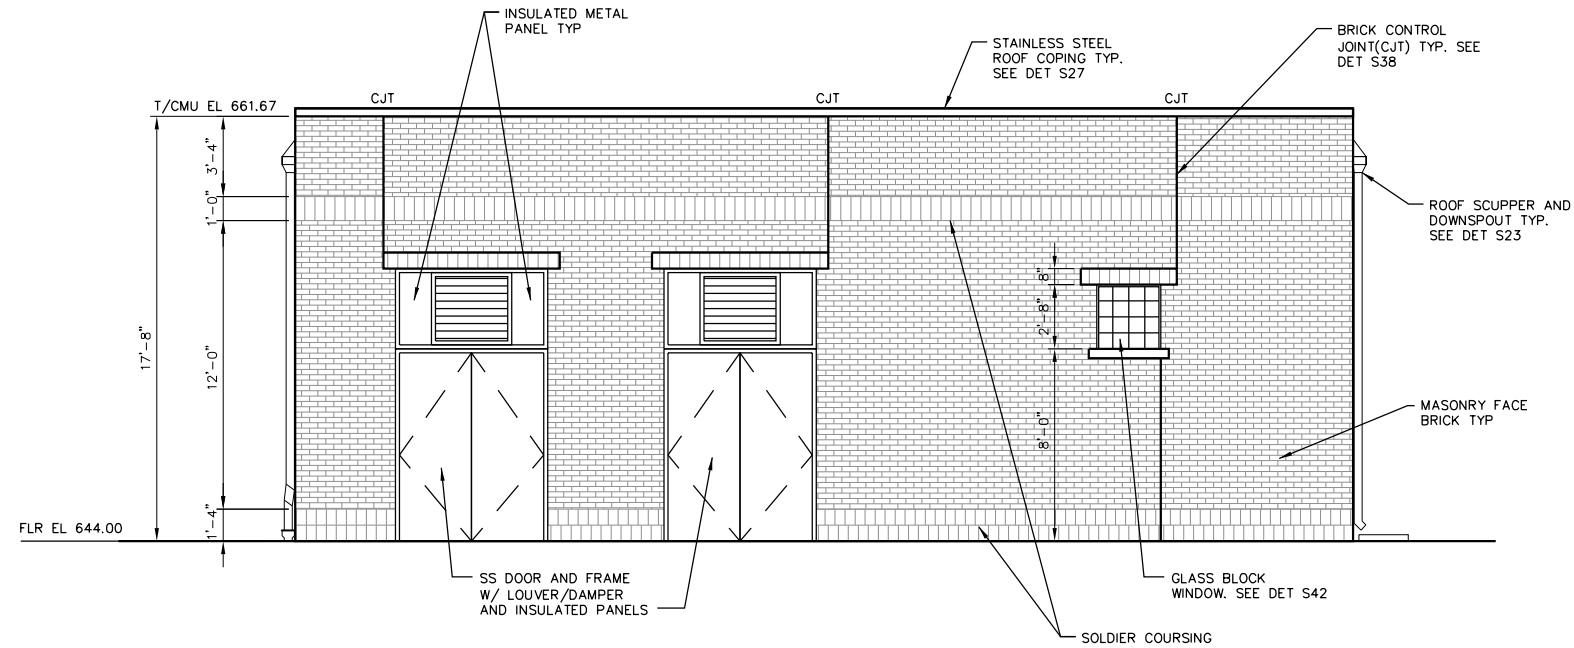 INSULATED METAL
PANEL TYP
STAINLESS STEEL
ROOF COPING TYP.
SEE DET S27
BRICK CONTROL
JOINT(CJT) TYP. SEE
DET S38
T/CMU EL 661.67
CJT
CJT
CJT
3'-4"
1'-0"
ROOF SCUPPER AND
DOWNSPOUT TYP.
SEE DET S23
8"
2'-8"
17'-8"
12'-0"
8'-0"
MASONRY FACE
BRICK TYP
1'-4"
FLR EL 644.00
SS DOOR AND FRAME
W/ LOUVER/DAMPER
AND INSULATED PANELS
GLASS BLOCK
WINDOW. SEE DET S42
SOLDIER COURSING